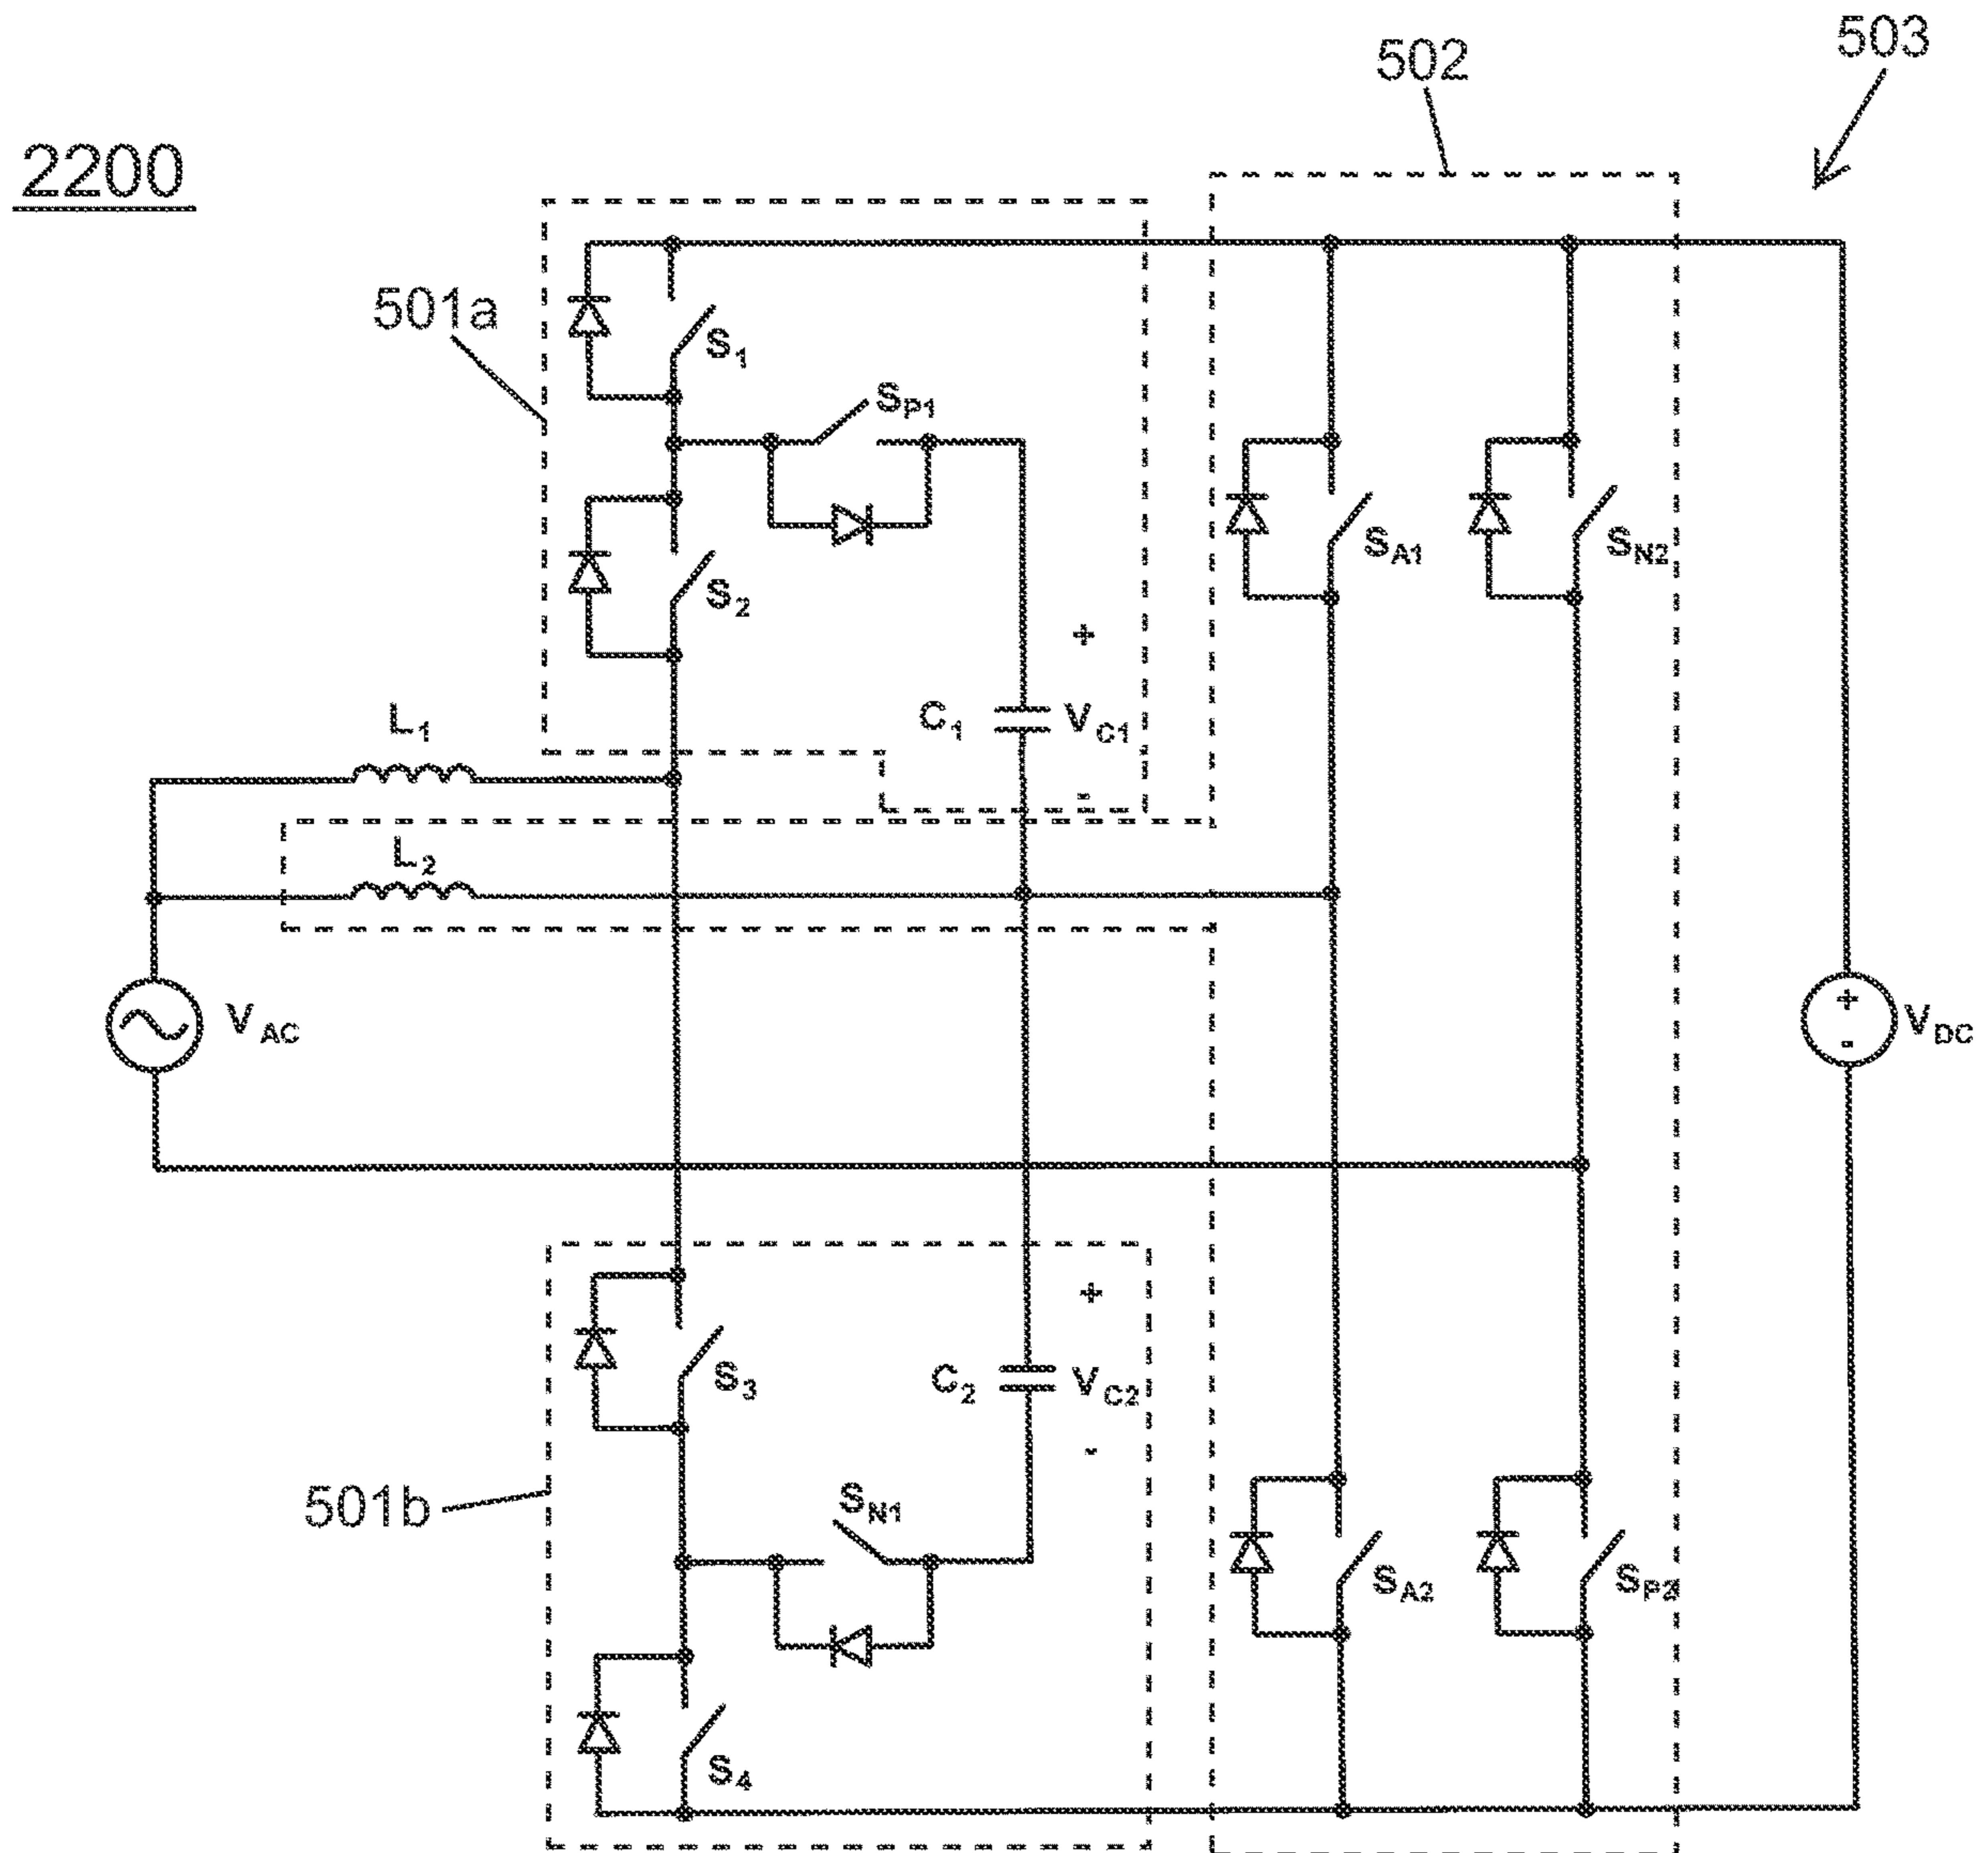 503
502
2200
501a
S1
SP1
SA1
SN2
S2
+
L1
C1
VC1
-
L2
VAC
+
-
VDC
+
S3
C2
VC2
-
501b
SN1
SA2
SP2
S4